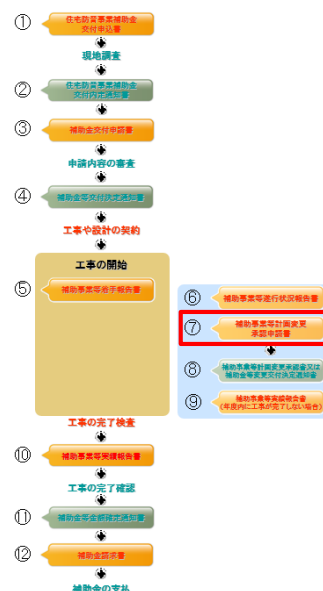 ①
住宅防音事業補助金
交付申込書
現地調査
②
住宅防音事業補助金
交付内定通知書
③
補助金交付申請書
申請内容の審査
④
補助金等交付決定通知書
工事や設計の契約
工事の開始
⑤
補助事業等着手報告書
⑥
補助事業等遂行状況報告書
⑦
補助事業等計画変更
承認申請書
⑧
補助事業等計画変更承認書又は
補助金等変更交付決定通知書
⑨
補助事業等実績報告書
(年度内に工事が完了しない場合)
工事の完了検査
⑩
補助事業等実績報告書
工事の完了確認
⑪
補助金等金額確定通知書
⑫
補助金請求書
補助金の支払